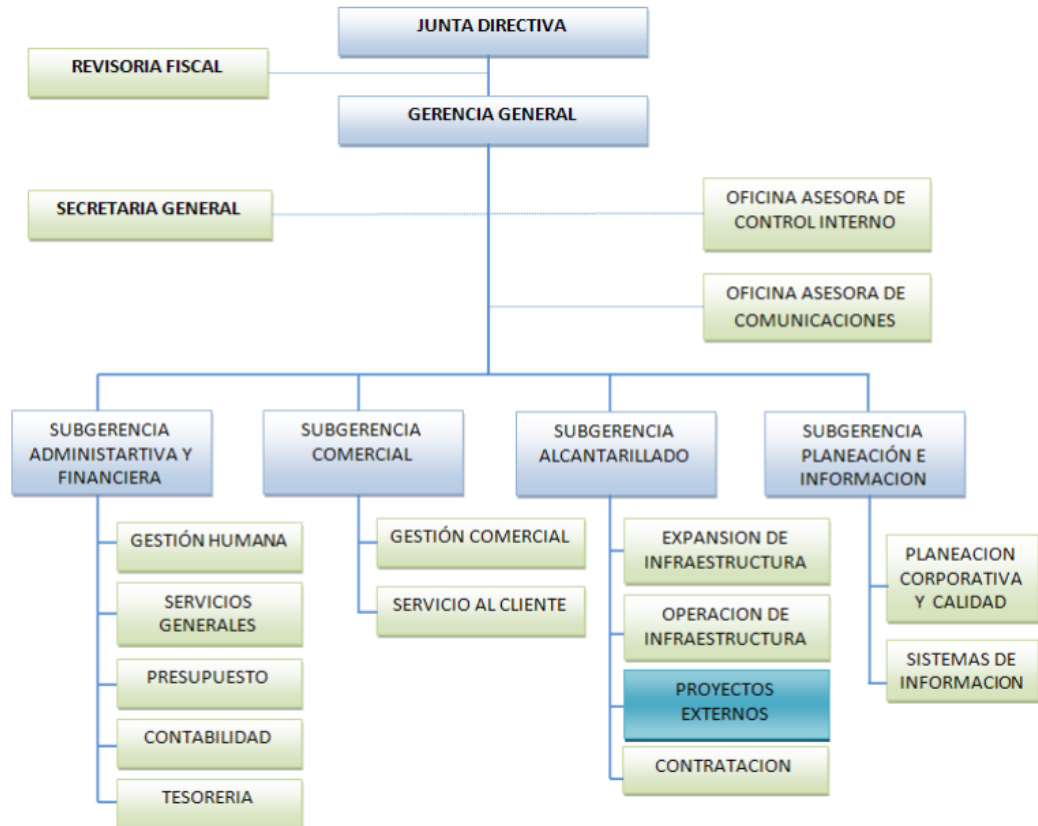 JUNTA DIRECTIVA
REVISORIA FISCAL
GERENCIA GENERAL
SECRETARIA GENERAL
OFICINA ASESORA DE
CONTROL INTERNO
OFICINA ASESORA DE
COMUNICACIONES
SUBGERENCIA
ADMINISTARTIVA Y
FINANCIERA
GESTIÓN HUMANA
SERVICIOS
GENERALES
PRESUPUESTO
CONTABILIDAD
TESORERIA
SUBGERENCIA
COMERCIAL
GESTIÓN COMERCIAL
SERVICIO AL CLIENTE
SUBGERENCIA
ALCANTARILLADO
EXPANSION DE
INFRAESTRUCTURA
OPERACION DE
INFRAESTRUCTURA
PROYECTOS
EXTERNOS
CONTRATACION
SUBGERENCIA
PLANEACIÓN E
INFORMACION
PLANEACION
CORPORATIVA
Y CALIDAD
SISTEMAS DE
INFORMACION